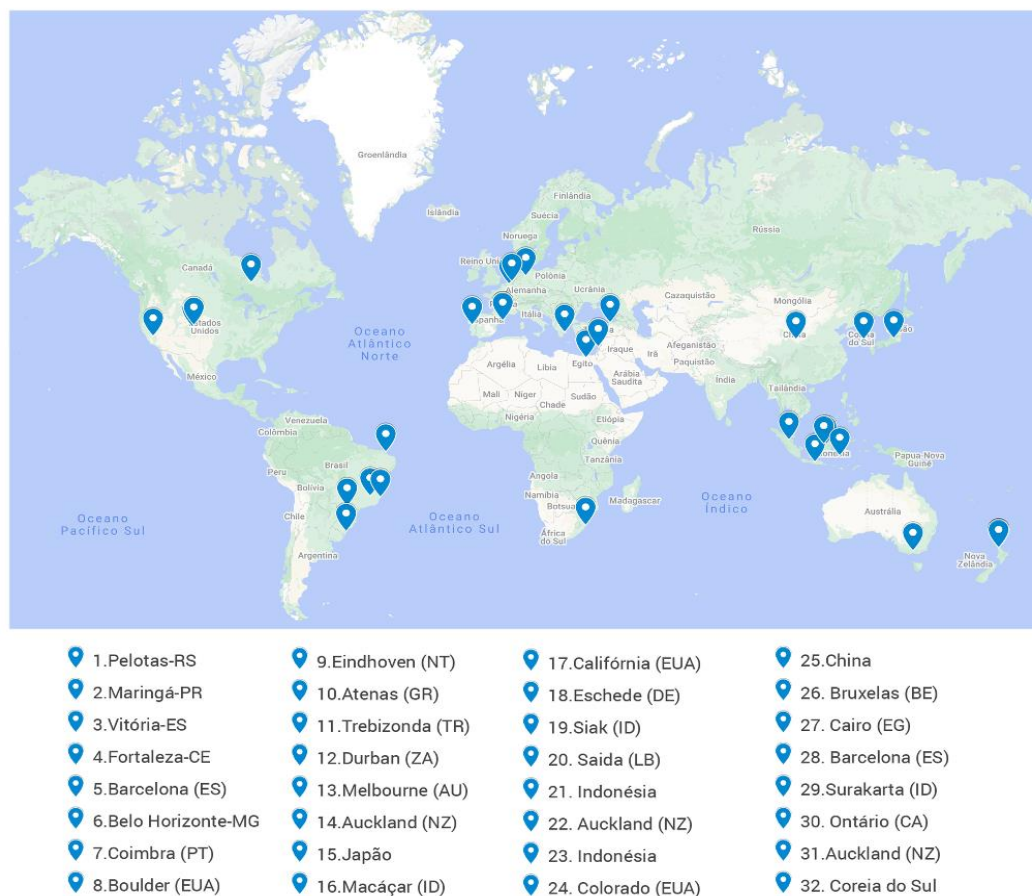 Groenlândia
Islândia
Finlândia
Suécia
Noruega
Rússia
Canadá
Reino Uni
Polônia
Alemanha
Ucrânia
Cazaquistão
Mongólia
Itália
Estados
Unidos
Oceano
Atlântico
Norte
Iraque
Irã
Afeganistão
Paquistão
China
do Sul
México
Argélia
Líbia
Egito
Arábia
Saudita
Índia
Tailândia
Mali
Níger
Chade
Sudão
Nigéria
Etiópia
Venezuela
Colômbia
Quênia
Tanzânia
Papua-Nova
Guiné
Peru
Brasil
Bolívia
Angola
Namíbia
Botsua
Madagascar
Oceano
Índico
Oceano
Pacífico Sul
Chile
Oceano
Atlântico Sul
África
do Sul
Austrália
Argentina
Nova
Zelândia
1.Pelotas-RS
2.Maringá-PR
3.Vitória-ES
4.Fortaleza-CE
5.Barcelona (ES)
6.Belo Horizonte-MG
7.Coimbra (PT)
8.Boulder (EUA)
9.Eindhoven (NT)
10.Atenas (GR)
11.Trebizonda (TR)
12.Durban (ZA)
13.Melbourne (AU)
14.Auckland (NZ)
15.Japão
16.Macáçar (ID)
17.Califórnia (EUA)
18.Eschede (DE)
19.Siak (ID)
20. Saida (LB)
21. Indonésia
22. Auckland (NZ)
23. Indonésia
24. Colorado (EUA)
25.China
26. Bruxelas (BE)
27. Cairo (EG)
28. Barcelona (ES)
29.Surakarta (ID)
30. Ontário (CA)
31.Auckland (NZ)
32. Coreia do Sul